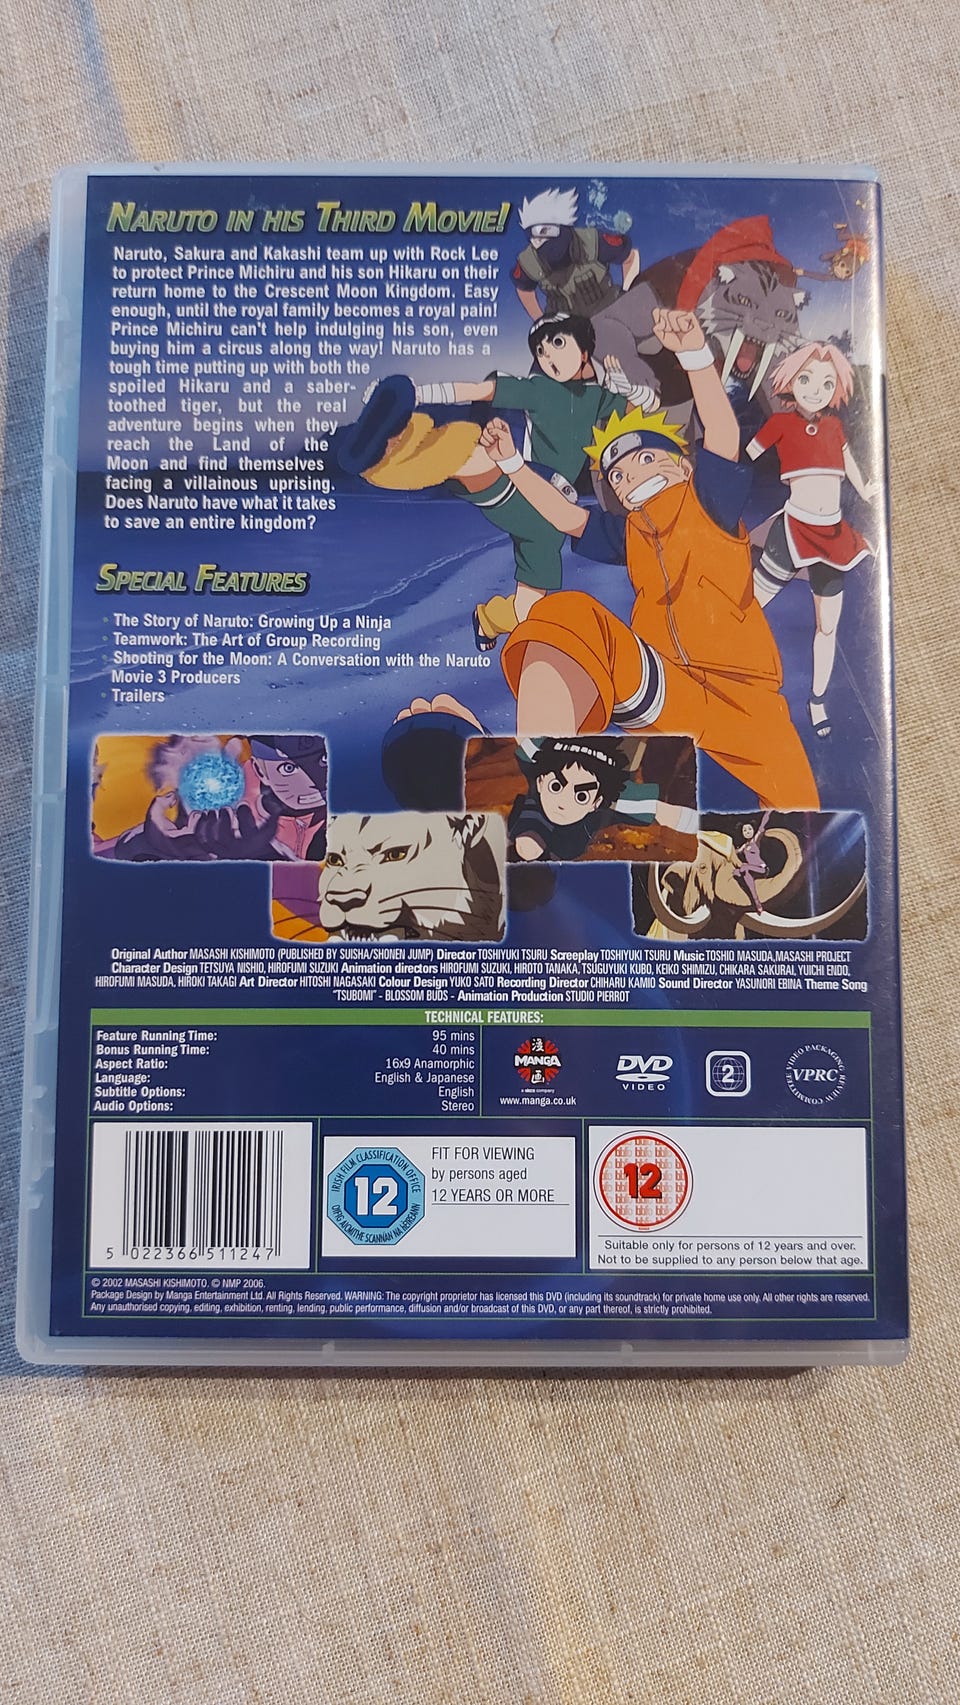 NARUTO IN HIS THIRD MOVIE!
Naruto, Sakura and Kakashi team up with Rock Lee
to protect Prince Michiru and his son Hikaru on their
return home to the Crescent Moon Kingdom. Easy
enough, until the royal family becomes a royal pain!
Prince Michiru can't help indulging his son, even
buying him a circus along the way! Naruto has a
tough time putting up with both the
spoiled Hikaru and a saber-
toothed tiger, but the real
adventure begins when they
reach the Land of the
Moon and find themselves
facing a villainous uprising.
Does Naruto have what it takes
to save an entire kingdom?
SPECIAL FEATURES
• The Story of Naruto: Growing Up a Ninja
• Teamwork: The Art of Group Recording
• Shooting for the Moon: A Conversation with the Naruto
Movie 3 Producers
• Trailers
Original Author MASASHI KISHIMOTO (PUBLISHED BY SUISHA/SHONEN JUMP) Director TOSHIYUKI TSURU Screeplay TOSHIYUKI TSURU Music TOSHIO MASUDA,MASASHI PROJECT
Character Design TETSUYA NISHIO, HIROFUMI SUZUKI Animation directors HIROFUMI SUZUKI, HIROTO TANAKA, TSUGUYUKI KUBO, KEIKO SHIMIZU, CHIKARA SAKURAI, YUICHI ENDO,
HIROFUMI MASUDA, HIROKI TAKAGI Art Director HITOSHI NAGASAKI Colour Design YUKO SATO Recording Director CHIHARU KAMIO Sound Director YASUNORI EBINA Theme Song
"TSUBOMI" - BLOSSOM BUDS - Animation Production STUDIO PIERROT
TECHNICAL FEATURES:
Feature Running Time: 95 mins
Bonus Running Time: 40 mins
Aspect Ratio: 16x9 Anamorphic
Language: English & Japanese
Subtitle Options: English
Audio Options: Stereo
漫
MANGA
画
www.manga.co.uk
DVD
VIDEO
2
VIDEO PACKAGING REVIEW COMMITTEE
VPRC
5 022366 511247
IRISH FILM CLASSIFICATION OFFICE
12
OIFIG AICMITHE SCANNÁN NA hÉIREANN
FIT FOR VIEWING
by persons aged
12 YEARS OR MORE
bbfc
12
Suitable only for persons of 12 years and over.
Not to be supplied to any person below that age.
© 2002 MASASHI KISHIMOTO. © NMP 2006.
Package Design by Manga Entertainment Ltd. All Rights Reserved. WARNING: The copyright proprietor has licensed this DVD (including its soundtrack) for private home use only. All other rights are reserved.
Any unauthorised copying, editing, exhibition, renting, lending, public performance, diffusion and/or broadcast of this DVD, or any part thereof, is strictly prohibited.